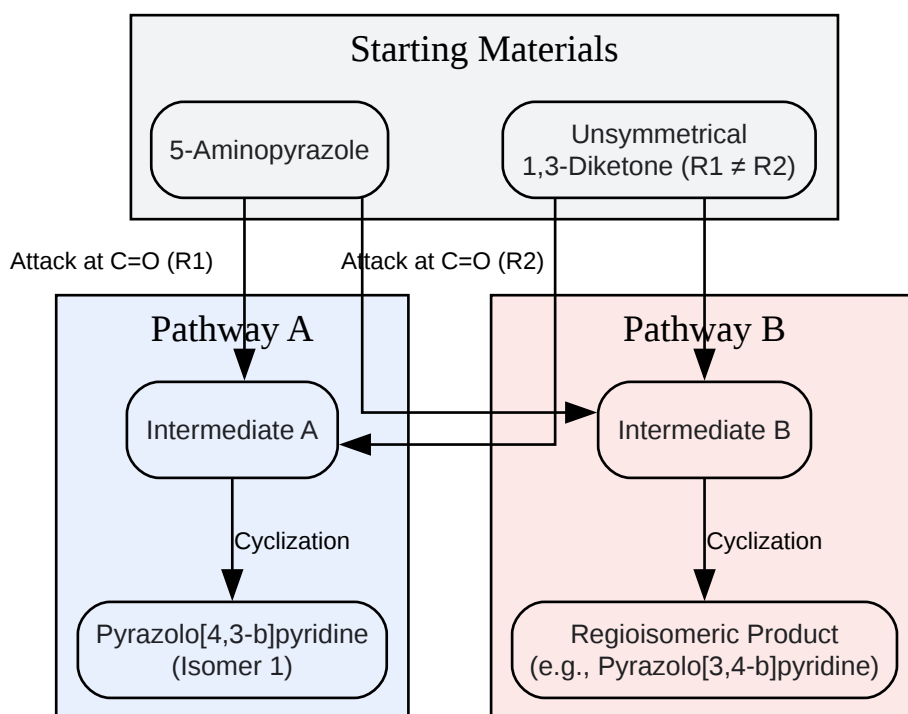 Starting Materials
5-Aminopyrazole
Unsymmetrical
1,3-Diketone (R1 ≠ R2)
Attack at C=O (R1)
Attack at C=O (R2)
Pathway A
Pathway B
Intermediate A
Intermediate B
Cyclization
Cyclization
Pyrazolo[4,3-b]pyridine
(Isomer 1)
Regioisomeric Product
(e.g., Pyrazolo[3,4-b]pyridine)